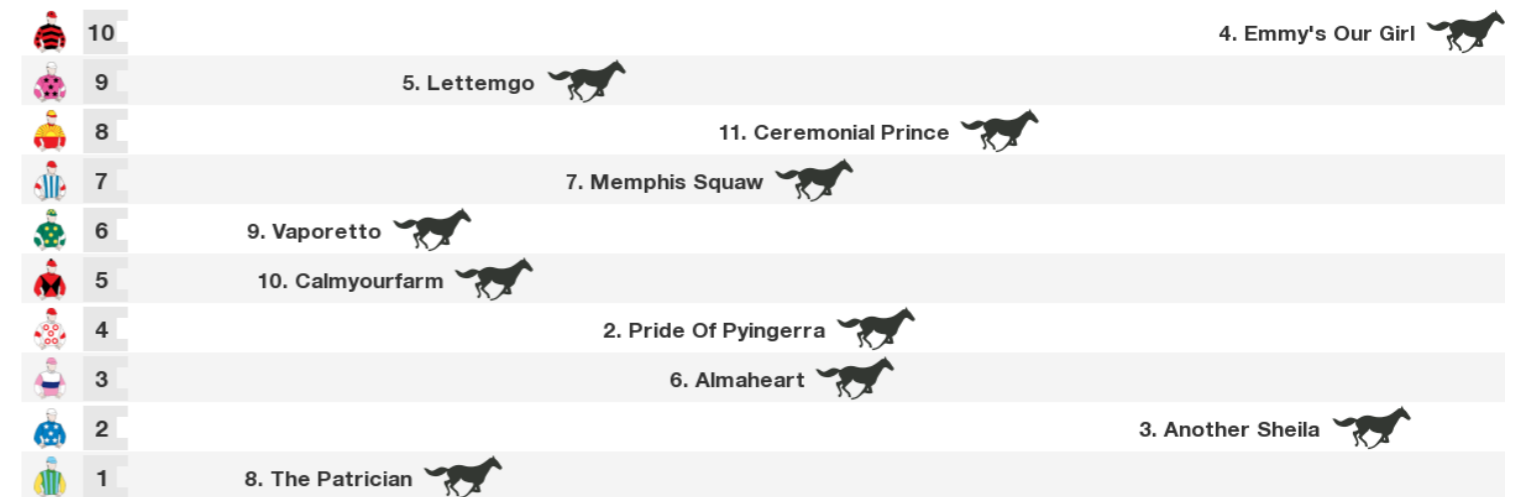 10 4. Emmy's Our Girl
9 5. Lettemgo
8 11. Ceremonial Prince
7 7. Memphis Squaw
6 9. Vaporetto
5 10. Calmyourfarm
4 2. Pride Of Pyingerra
3 6. Almaheart
2 3. Another Sheila
1 8. The Patrician